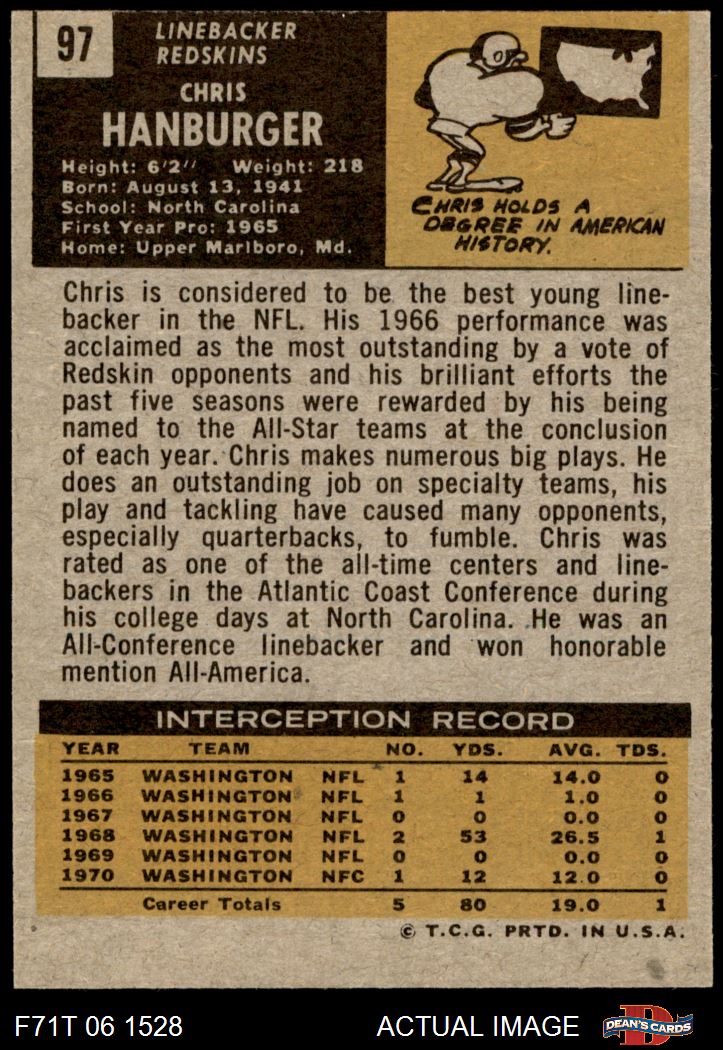 97
LINEBACKER
REDSKINS
CHRIS
HANBURGER
Height: 6'2" Weight: 218
Born: August 13, 1941
School: North Carolina
First Year Pro: 1965
Home: Upper Marlboro, Md.
CHRIS HOLDS A
DEGREE IN AMERICAN
HISTORY.
Chris is considered to be the best young line-
backer in the NFL. His 1966 performance was
acclaimed as the most outstanding by a vote of
Redskin opponents and his brilliant efforts the
past five seasons were rewarded by his being
named to the All-Star teams at the conclusion
of each year. Chris makes numerous big plays. He
does an outstanding job on specialty teams, his
play and tackling have caused many opponents,
especially quarterbacks, to fumble. Chris was
rated as one of the all-time centers and line-
backers in the Atlantic Coast Conference during
his college days at North Carolina. He was an
All-Conference linebacker and won honorable
mention All-America.
INTERCEPTION RECORD
YEAR TEAM NO. YDS. AVG. TDS.
1965 WASHINGTON NFL 1 14 14.0 0
1966 WASHINGTON NFL 1 1 1.0 0
1967 WASHINGTON NFL 0 0 0.0 0
1968 WASHINGTON NFL 2 53 26.5 1
1969 WASHINGTON NFL 0 0 0.0 0
1970 WASHINGTON NFC 1 12 12.0 0
Career Totals 5 80 19.0 1
© T.C.G. PRTD. IN U.S.A.
F71T 06 1528 ACTUAL IMAGE DEAN'S CARDS